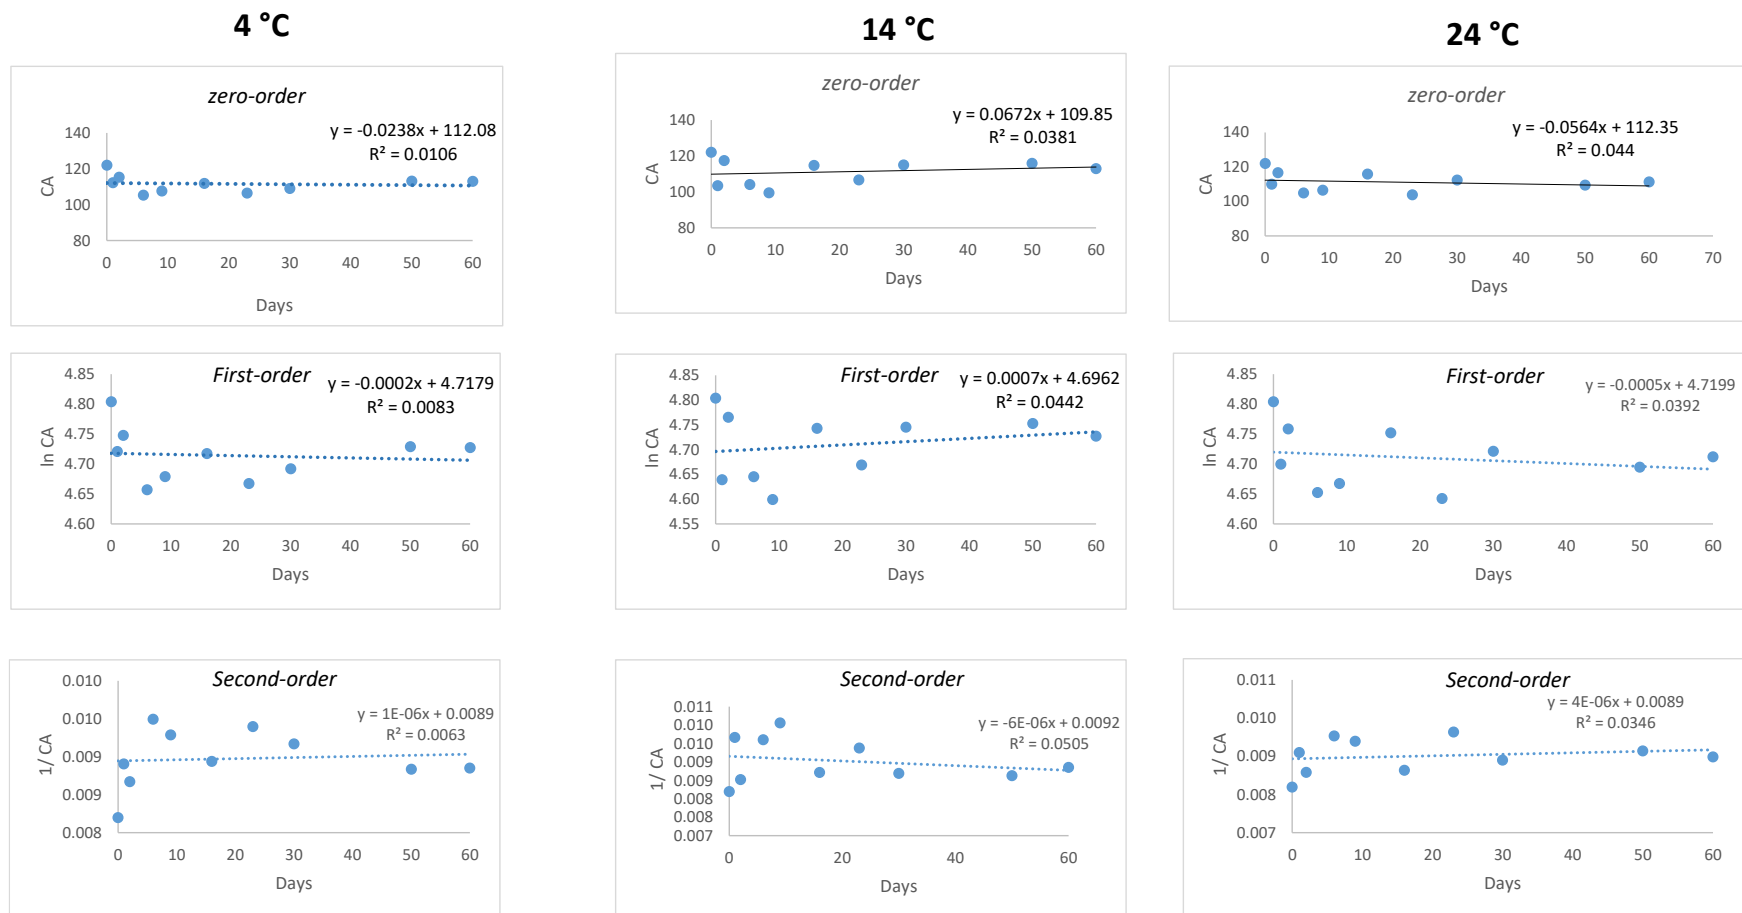 4 °C
14 °C
24 °C
zero-order
y = -0.0238x + 112.08
R² = 0.0106
140
120
100
80
CA
0 10 20 30 40 50 60
Days
zero-order
y = 0.0672x + 109.85
R² = 0.0381
140
120
100
80
CA
0 10 20 30 40 50 60
Days
zero-order
y = -0.0564x + 112.35
R² = 0.044
140
120
100
80
CA
0 10 20 30 40 50 60 70
Days
First-order
y = -0.0002x + 4.7179
R² = 0.0083
4.85
4.80
4.75
4.70
4.65
4.60
ln CA
0 10 20 30 40 50 60
Days
First-order
y = 0.0007x + 4.6962
R² = 0.0442
4.85
4.80
4.75
4.70
4.65
4.60
4.55
ln CA
0 10 20 30 40 50 60
Days
First-order
y = -0.0005x + 4.7199
R² = 0.0392
4.85
4.80
4.75
4.70
4.65
4.60
ln CA
0 10 20 30 40 50 60
Days
Second-order
y = 1E-06x + 0.0089
R² = 0.0063
0.010
0.010
0.009
0.009
0.008
1/ CA
0 10 20 30 40 50 60
Days
Second-order
y = -6E-06x + 0.0092
R² = 0.0505
0.011
0.010
0.010
0.009
0.009
0.008
0.008
0.007
1/ CA
0 20 40 60
Days
Second-order
y = 4E-06x + 0.0089
R² = 0.0346
0.011
0.010
0.009
0.008
0.007
1/ CA
0 10 20 30 40 50 60
Days